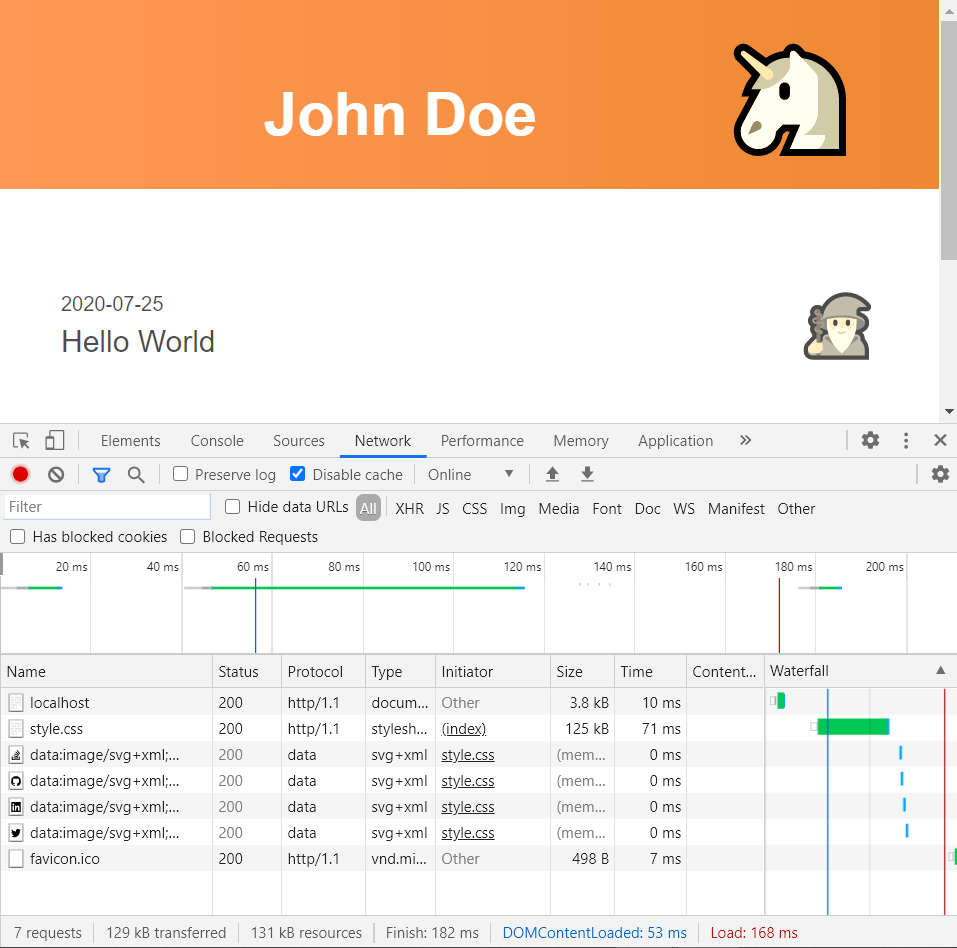 John Doe
2020-07-25
Hello World
Elements Console Sources Network Performance Memory Application »
Preserve log Disable cache Online
Filter Hide data URLs All XHR JS CSS Img Media Font Doc WS Manifest Other
Has blocked cookies Blocked Requests
20 ms 40 ms 60 ms 80 ms 100 ms 120 ms 140 ms 160 ms 180 ms 200 ms
Name Status Protocol Type Initiator Size Time Content... Waterfall
localhost 200 http/1.1 docum... Other 3.8 kB 10 ms
style.css 200 http/1.1 stylesh... (index) 125 kB 71 ms
data:image/svg+xml;... 200 data svg+xml style.css (mem... 0 ms
data:image/svg+xml;... 200 data svg+xml style.css (mem... 0 ms
data:image/svg+xml;... 200 data svg+xml style.css (mem... 0 ms
data:image/svg+xml;... 200 data svg+xml style.css (mem... 0 ms
favicon.ico 200 http/1.1 vnd.mi... Other 498 B 7 ms
7 requests 129 kB transferred 131 kB resources Finish: 182 ms DOMContentLoaded: 53 ms Load: 168 ms